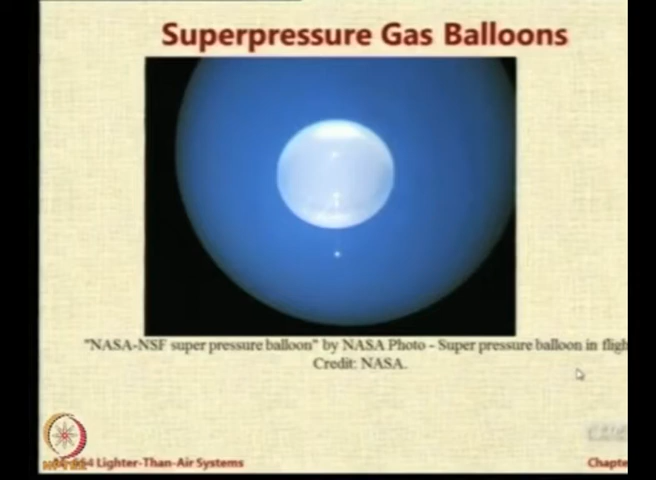 Superpressure Gas Balloons
"NASA-NSF super pressure balloon" by NASA Photo - Super pressure balloon in fligh
Credit: NASA.
Lighter-Than-Air Systems
Chapte